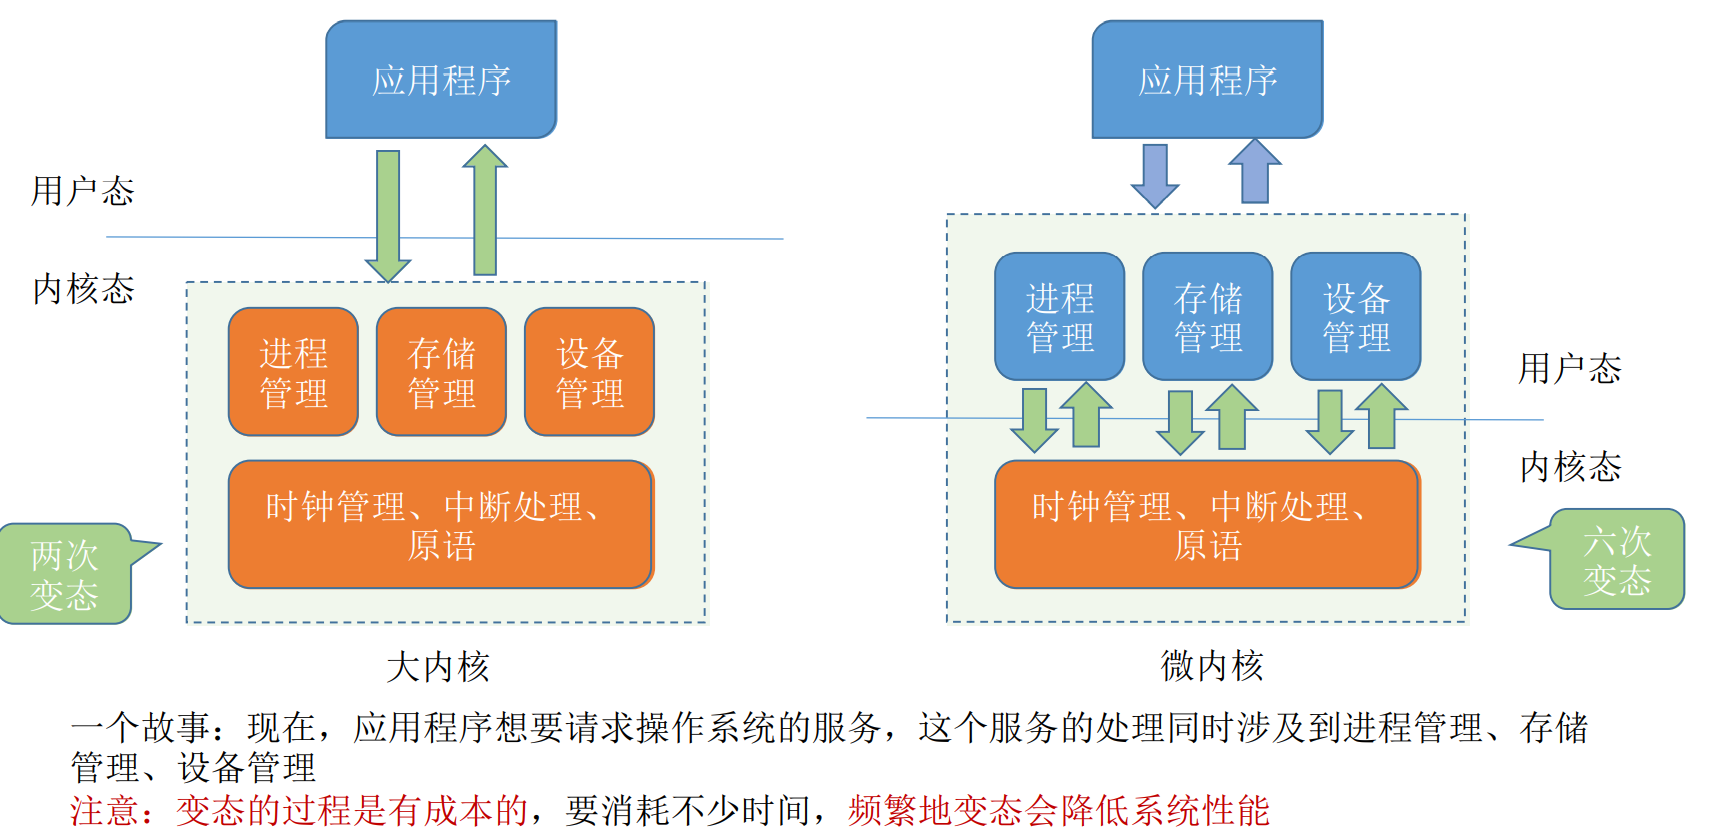 应用程序
用户态
内核态
进程
管理
存储
管理
设备
管理
时钟管理、中断处理、
原语
两次
变态
大内核
应用程序
进程
管理
存储
管理
设备
管理
用户态
内核态
时钟管理、中断处理、
原语
六次
变态
微内核
一个故事：现在，应用程序想要请求操作系统的服务，这个服务的处理同时涉及到进程管理、存储
管理、设备管理
注意：变态的过程是有成本的，要消耗不少时间，频繁地变态会降低系统性能